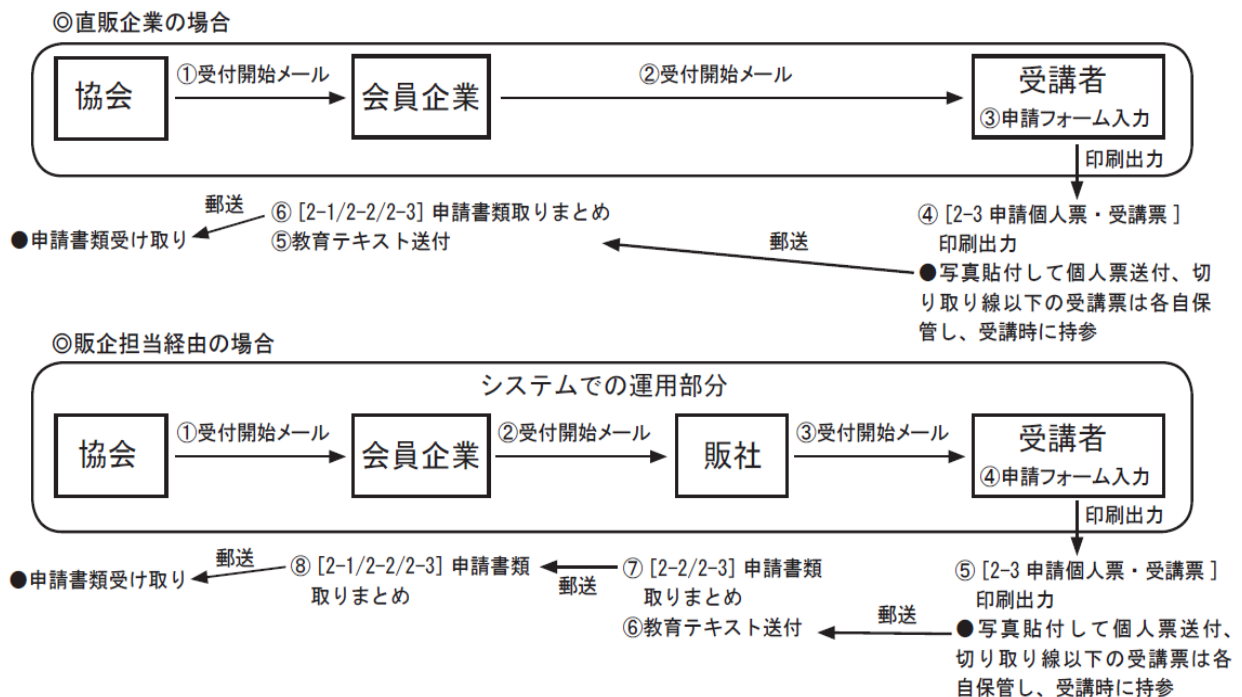 ◎直販企業の場合
協会
①受付開始メール
会員企業
②受付開始メール
受講者
③申請フォーム入力
印刷出力
④[2-3 申請個人票・受講票]
印刷出力
●写真貼付して個人票送付、切
り取り線以下の受講票は各自保
管し、受講時に持参
郵送
⑥[2-1/2-2/2-3] 申請書類取りまとめ
⑤教育テキスト送付
郵送
●申請書類受け取り
◎販企担当経由の場合
システムでの運用部分
協会
①受付開始メール
会員企業
②受付開始メール
販社
③受付開始メール
受講者
④申請フォーム入力
印刷出力
⑤[2-3 申請個人票・受講票]
印刷出力
●写真貼付して個人票送付、
切り取り線以下の受講票は各
自保管し、受講時に持参
郵送
⑦[2-2/2-3] 申請書類
取りまとめ
⑥教育テキスト送付
郵送
⑧[2-1/2-2/2-3] 申請書類
取りまとめ
郵送
●申請書類受け取り